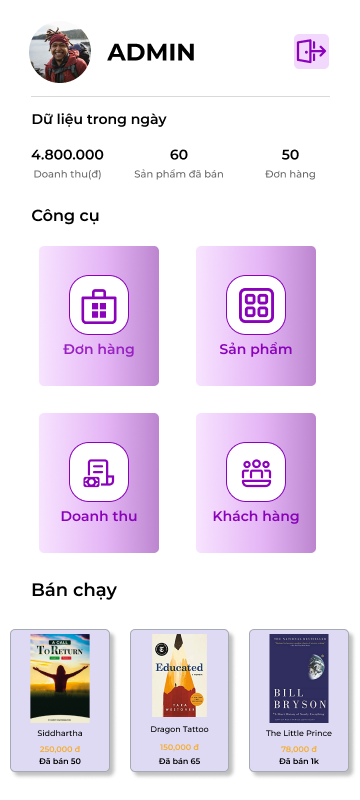 ADMIN
Dữ liệu trong ngày
4.800.000 60 50
Doanh thu(đ) Sản phẩm đã bán Đơn hàng
Công cụ
Đơn hàng Sản phẩm
Doanh thu Khách hàng
Bán chạy
A CALL
TO RETURN
Educated
TARA
WESTOVER
BILL
BRYSON
Siddhartha Dragon Tattoo The Little Prince
250,000 đ 150,000 đ 78,000 đ
Đã bán 50 Đã bán 65 Đã bán 1k